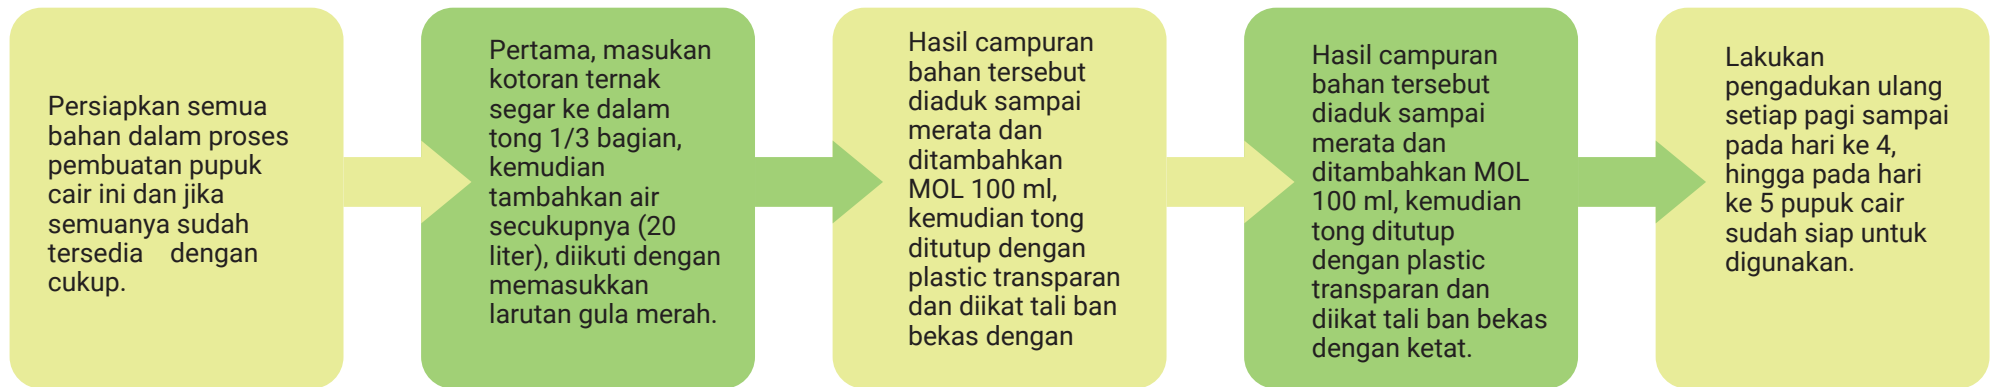 Persiapkan semua
bahan dalam proses
pembuatan pupuk
cair ini dan jika
semuanya sudah
tersedia dengan
cukup.
Pertama, masukan
kotoran ternak
segar ke dalam
tong 1/3 bagian,
kemudian
tambahkan air
secukupnya (20
liter), diikuti dengan
memasukkan
larutan gula merah.
Hasil campuran
bahan tersebut
diaduk sampai
merata dan
ditambahkan
MOL 100 ml,
kemudian tong
ditutup dengan
plastic transparan
dan diikat tali ban
bekas dengan
Hasil campuran
bahan tersebut
diaduk sampai
merata dan
ditambahkan MOL
100 ml, kemudian
tong ditutup
dengan plastic
transparan dan
diikat tali ban bekas
dengan ketat.
Lakukan
pengadukan ulang
setiap pagi sampai
pada hari ke 4,
hingga pada hari
ke 5 pupuk cair
sudah siap untuk
digunakan.